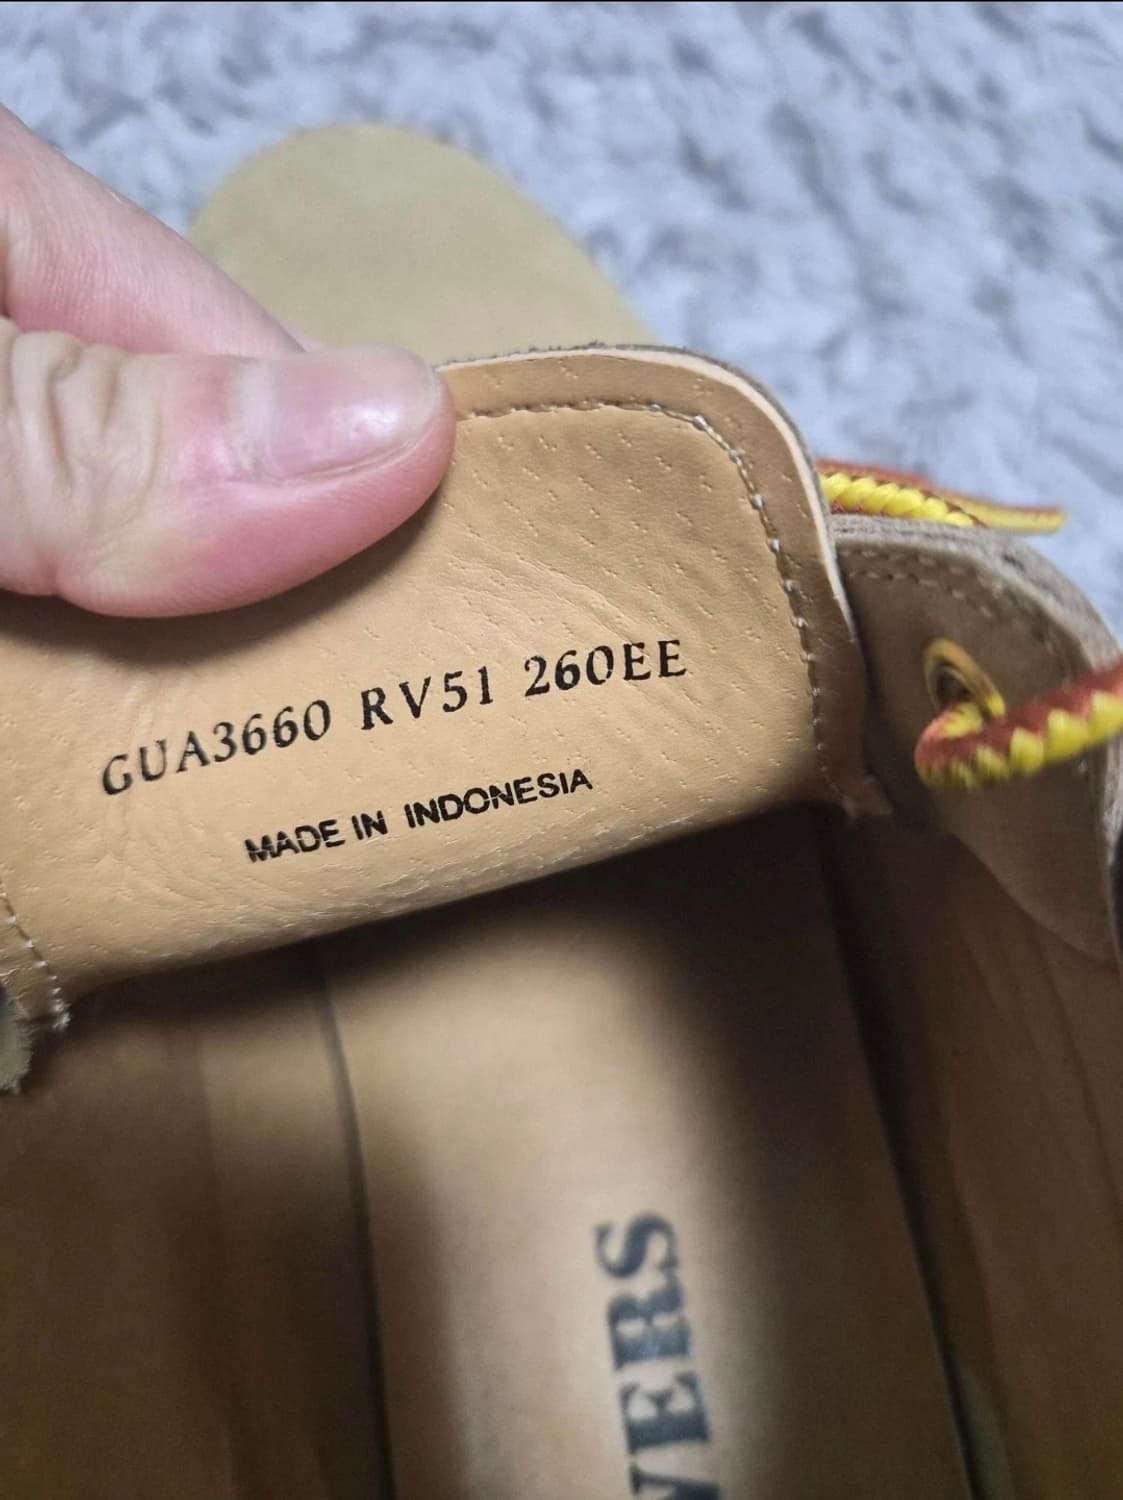 GUA3660 RV51 260EE
MADE IN INDONESIA
VERS